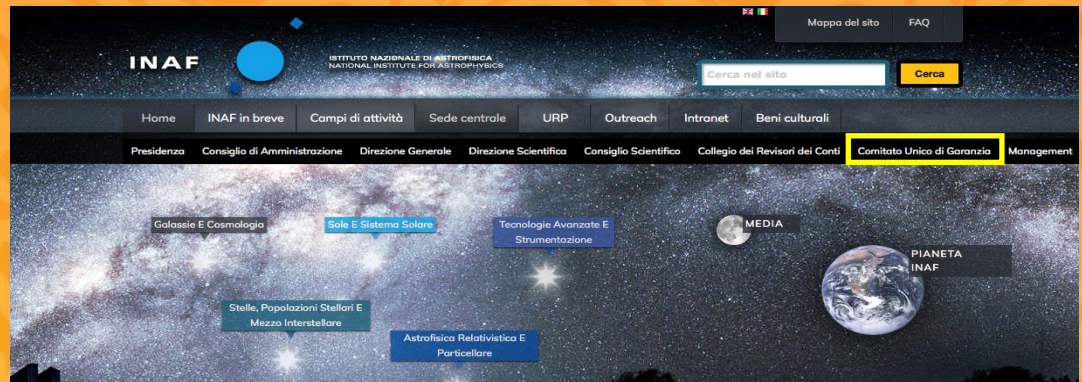 Mappa del sito FAQ
INAF
ISTITUTO NAZIONALE DI ASTROFISICA
NATIONAL INSTITUTE FOR ASTROPHYSICS
Cerca nel sito Cerca
Home INAF in breve Campi di attività Sede centrale URP Outreach Intranet Beni culturali
Presidenza Consiglio di Amministrazione Direzione Generale Direzione Scientifica Consiglio Scientifico Collegio dei Revisori dei Conti Comitato Unico di Garanzia Management
Galassie E Cosmologia
Sole E Sistema Solare
Tecnologie Avanzate E
Strumentazione
MEDIA
PIANETA
INAF
Stelle, Popolazioni Stellari E
Mezzo Interstellare
Astrofisica Relativistica E
Particellare